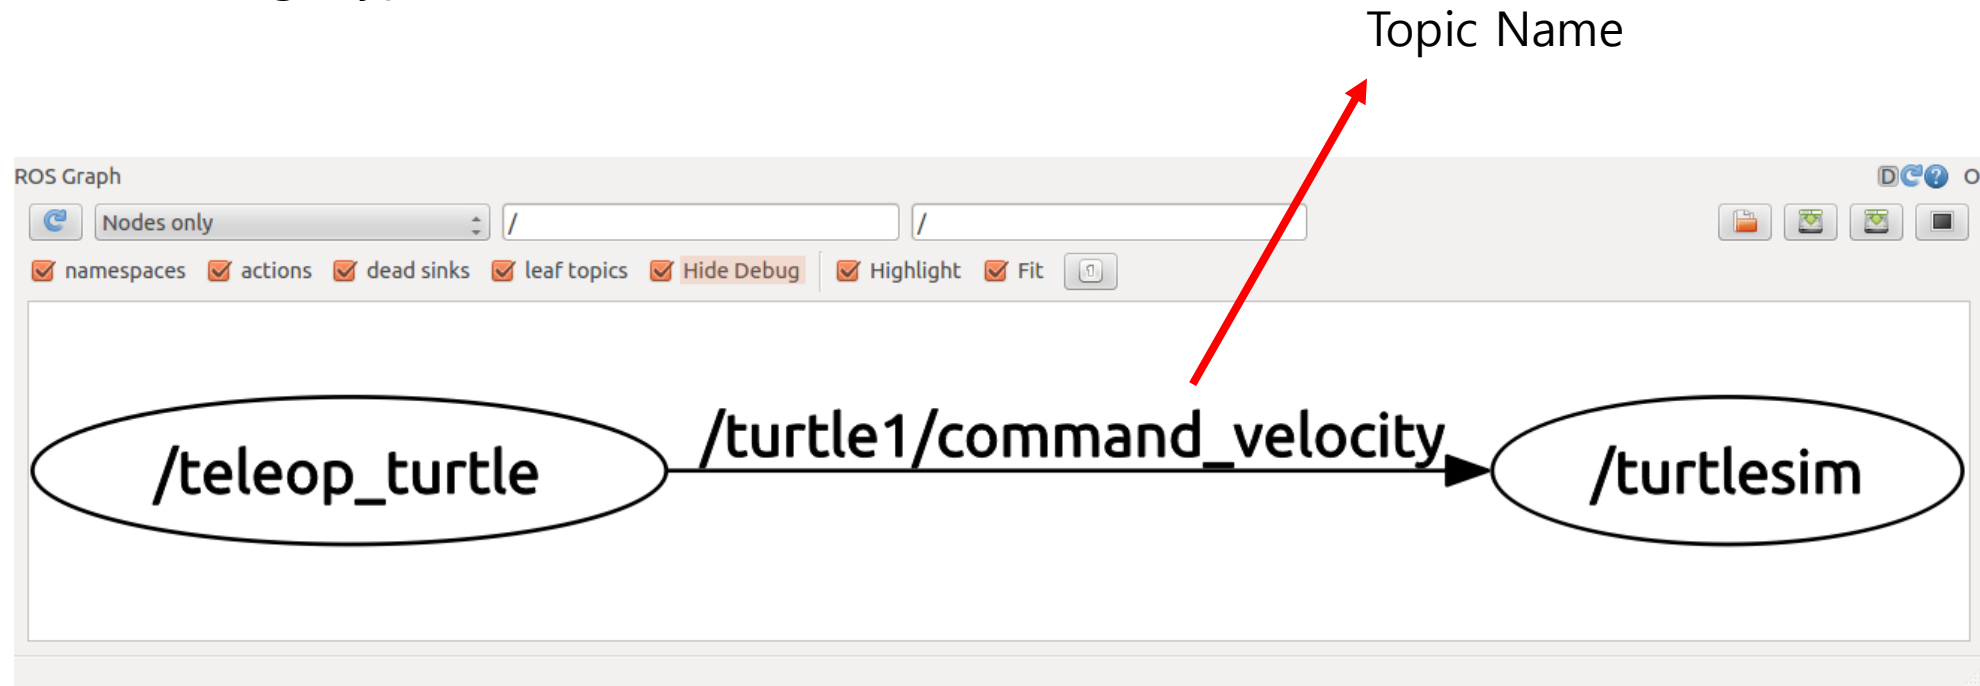 Topic Name
ROS Graph
D O
Nodes only / /
namespaces actions dead sinks leaf topics Hide Debug Highlight Fit
/teleop_turtle /turtle1/command_velocity /turtlesim